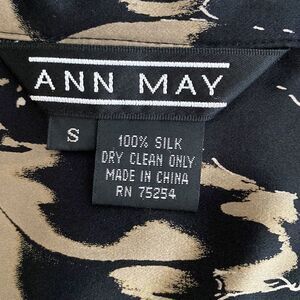 ANN MAY
S
100% SILK
DRY CLEAN ONLY
MADE IN CHINA
RN 75254